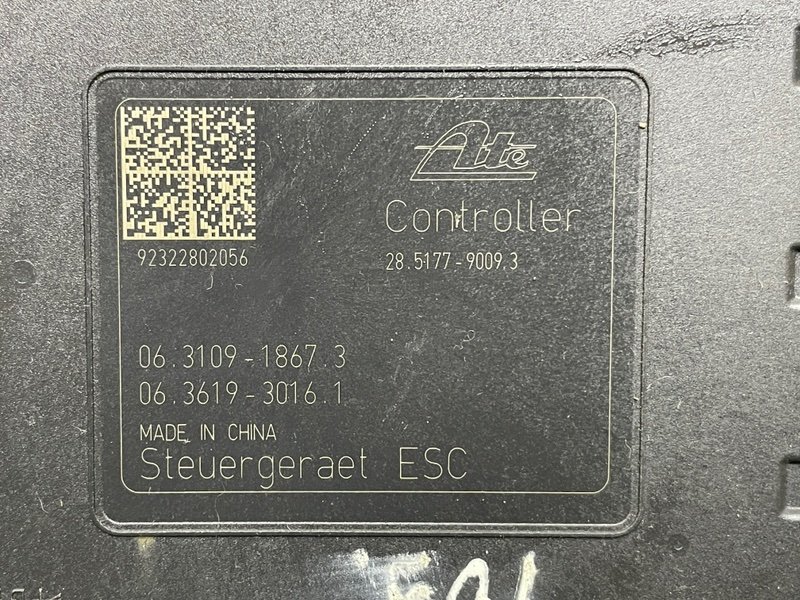 Ate
Controller
92322802056
28.5177-9009.3
06.3109-1867.3
06.3619-3016.1
MADE IN CHINA
Steuergeraet ESC